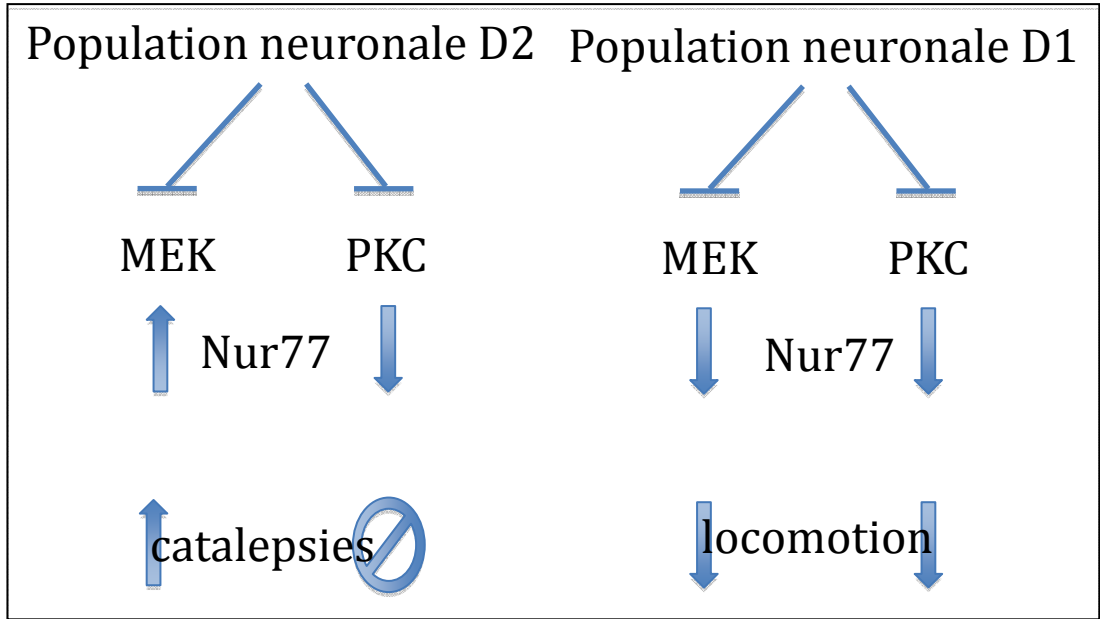 Population neuronale D2
Population neuronale D1
MEK
PKC
MEK
PKC
Nur77
Nur77
catalepsies
locomotion